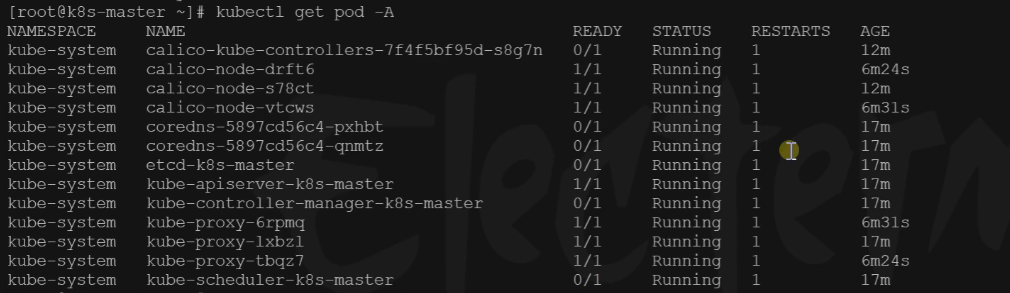 [root@k8s-master ~]# kubectl get pod -A
NAMESPACE NAME READY STATUS RESTARTS AGE
kube-system calico-kube-controllers-7f4f5bf95d-s8g7n 0/1 Running 1 12m
kube-system calico-node-drft6 1/1 Running 1 6m24s
kube-system calico-node-s78ct 1/1 Running 1 12m
kube-system calico-node-vtcws 1/1 Running 1 6m31s
kube-system coredns-5897cd56c4-pxhbt 0/1 Running 1 17m
kube-system coredns-5897cd56c4-qnmtz 0/1 Running 1 17m
kube-system etcd-k8s-master 0/1 Running 1 17m
kube-system kube-apiserver-k8s-master 1/1 Running 1 17m
kube-system kube-controller-manager-k8s-master 0/1 Running 1 17m
kube-system kube-proxy-6rpmq 1/1 Running 1 6m31s
kube-system kube-proxy-lxbzl 1/1 Running 1 17m
kube-system kube-proxy-tbqz7 1/1 Running 1 6m24s
kube-system kube-scheduler-k8s-master 0/1 Running 1 17m
Electerm